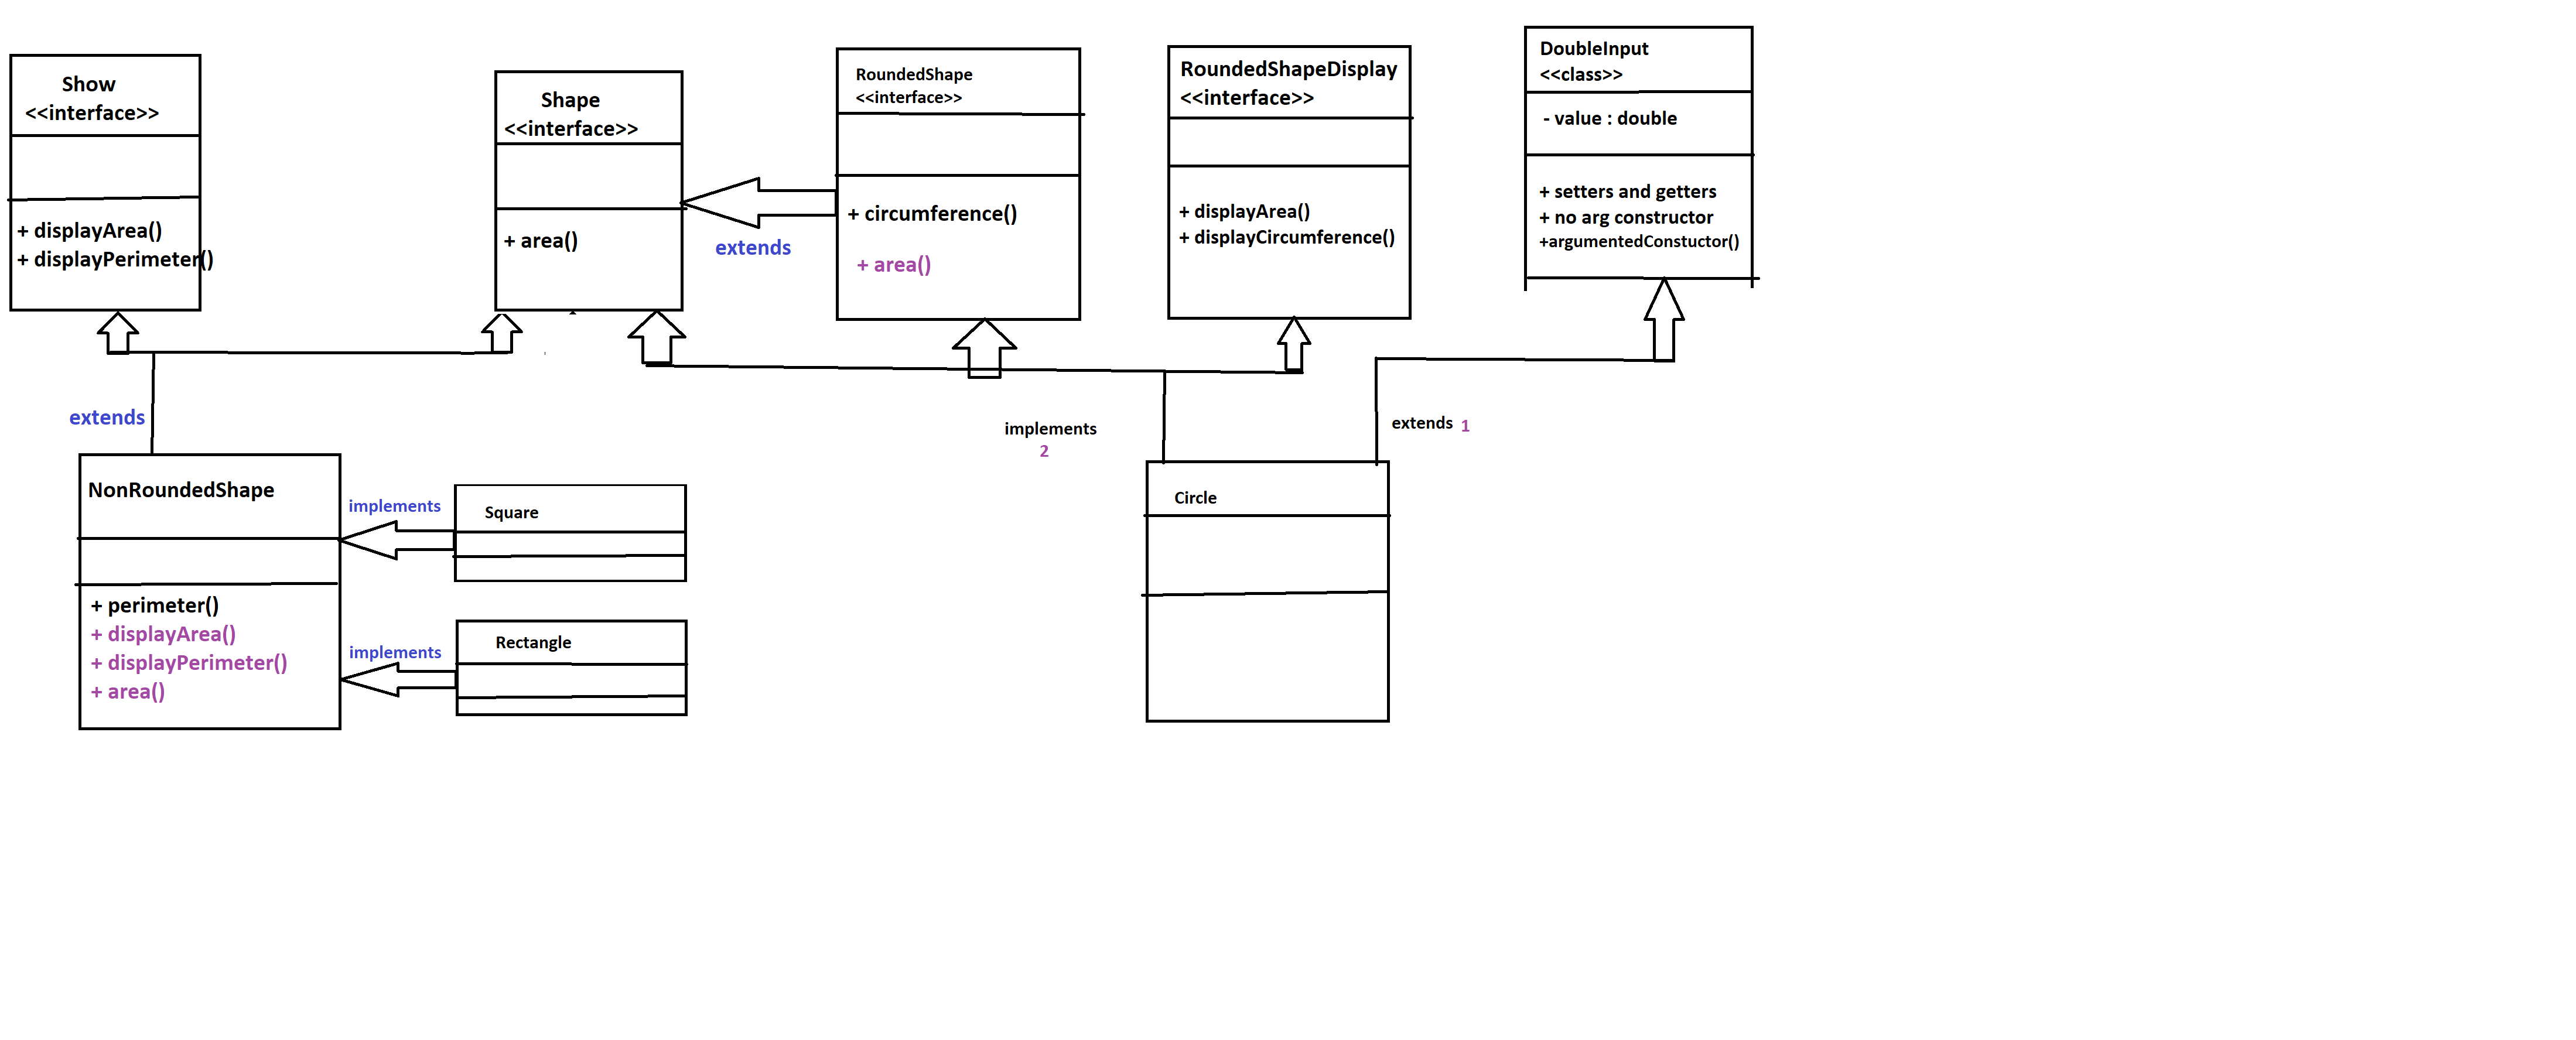 Show
<<interface>>
+ displayArea()
+ displayPerimeter()
Shape
<<interface>>
+ area()
extends
RoundedShape
<<interface>>
+ circumference()
+ area()
RoundedShapeDisplay
<<interface>>
+ displayArea()
+ displayCircumference()
DoubleInput
<<class>>
- value : double
+ setters and getters
+ no arg constructor
+argumentedConstuctor()
extends
implements
2
extends 1
NonRoundedShape
+ perimeter()
+ displayArea()
+ displayPerimeter()
+ area()
implements
Square
implements
Rectangle
Circle